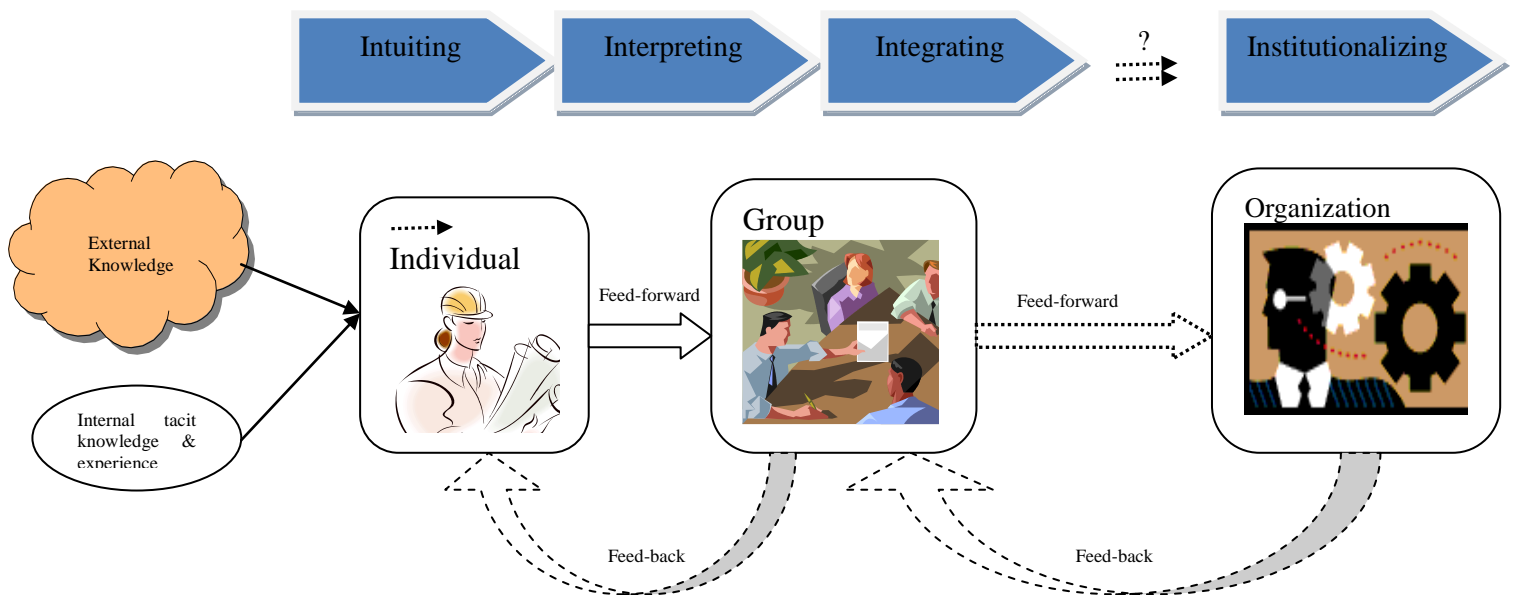 Intuiting
Interpreting
Integrating
?
Institutionalizing
External
Knowledge
Internal tacit
knowledge &
experience
Individual
Feed-forward
Group
Feed-forward
Organization
Feed-back
Feed-back